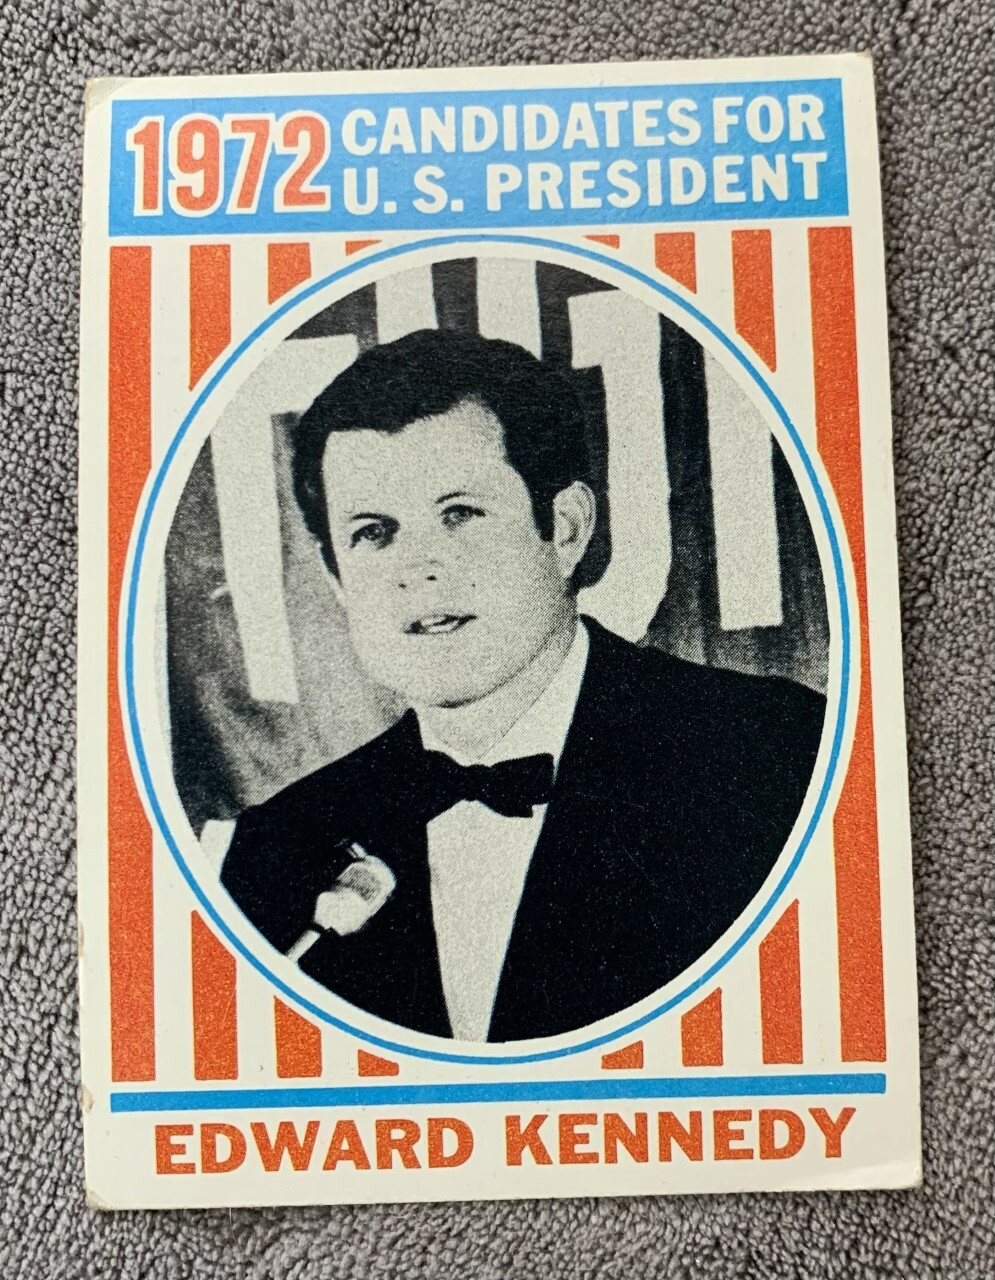 1972 CANDIDATES FOR
U. S. PRESIDENT
EDWARD KENNEDY